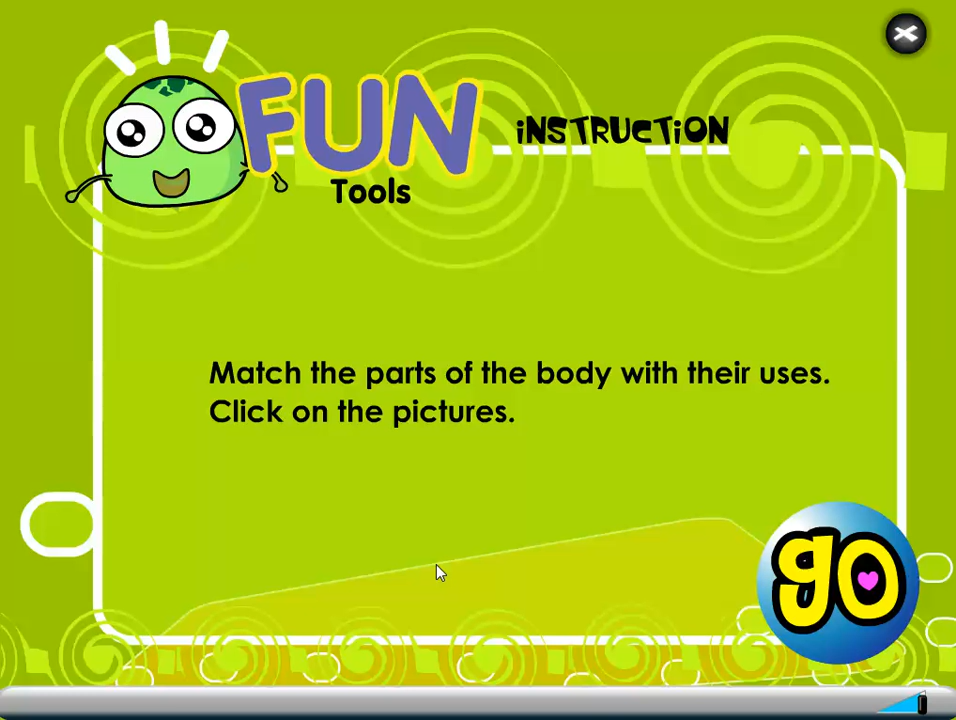 FUN
iNSTRUCTiON
Tools
Match the parts of the body with their uses.
Click on the pictures.
go